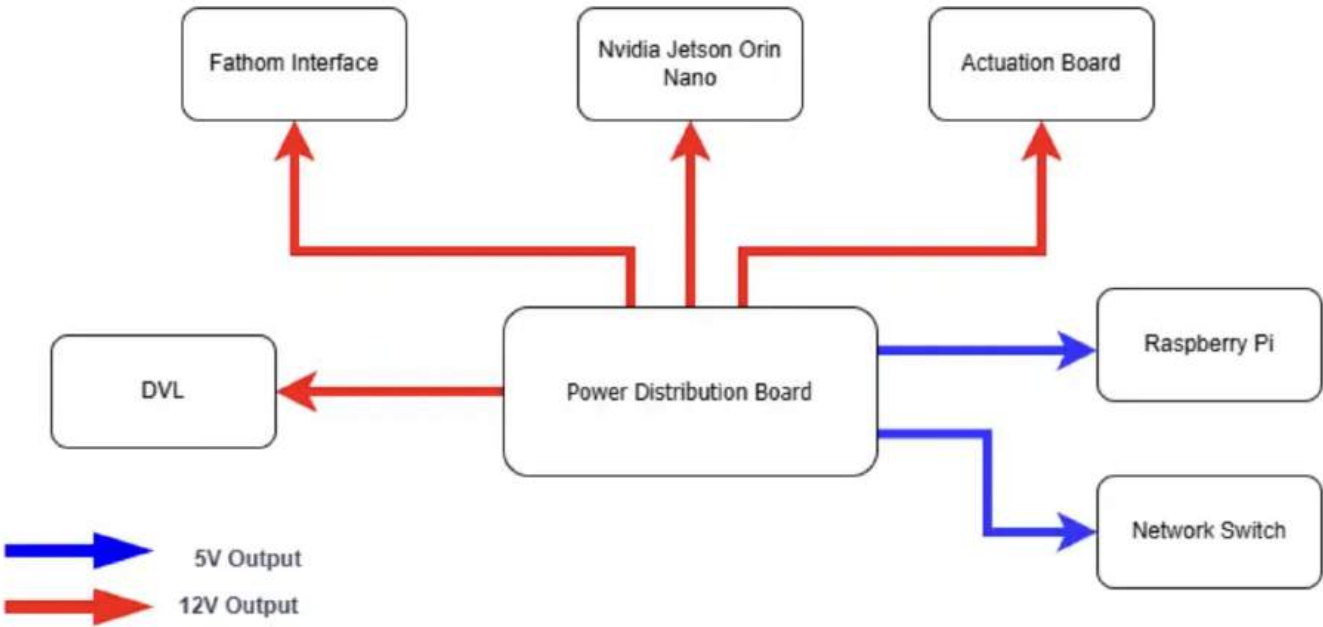 Fathom Interface
Nvidia Jetson Orin
Nano
Actuation Board
Raspberry Pi
DVL
Power Distribution Board
Network Switch
5V Output
12V Output